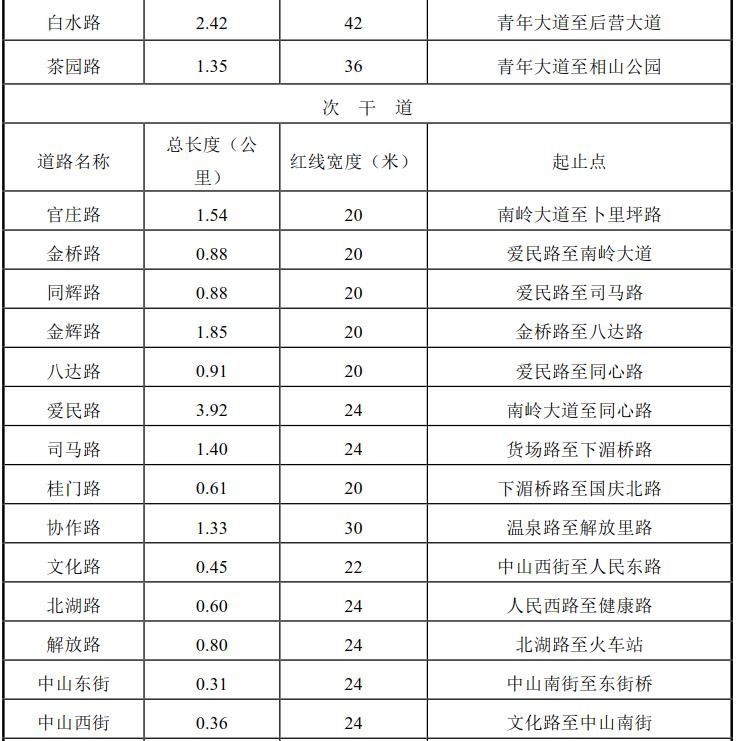 白水路 2.42 42 青年大道至后营大道
茶园路 1.35 36 青年大道至相山公园
次 干 道
道路名称 总长度（公里） 红线宽度（米） 起止点
官庄路 1.54 20 南岭大道至卜里坪路
金桥路 0.88 20 爱民路至南岭大道
同辉路 0.88 20 爱民路至司马路
金辉路 1.85 20 金桥路至八达路
八达路 0.91 20 爱民路至同心路
爱民路 3.92 24 南岭大道至同心路
司马路 1.40 24 货场路至下湄桥路
桂门路 0.61 20 下湄桥路至国庆北路
协作路 1.33 30 温泉路至解放里路
文化路 0.45 22 中山西街至人民东路
北湖路 0.60 24 人民西路至健康路
解放路 0.80 24 北湖路至火车站
中山东街 0.31 24 中山南街至东街桥
中山西街 0.36 24 文化路至中山南街